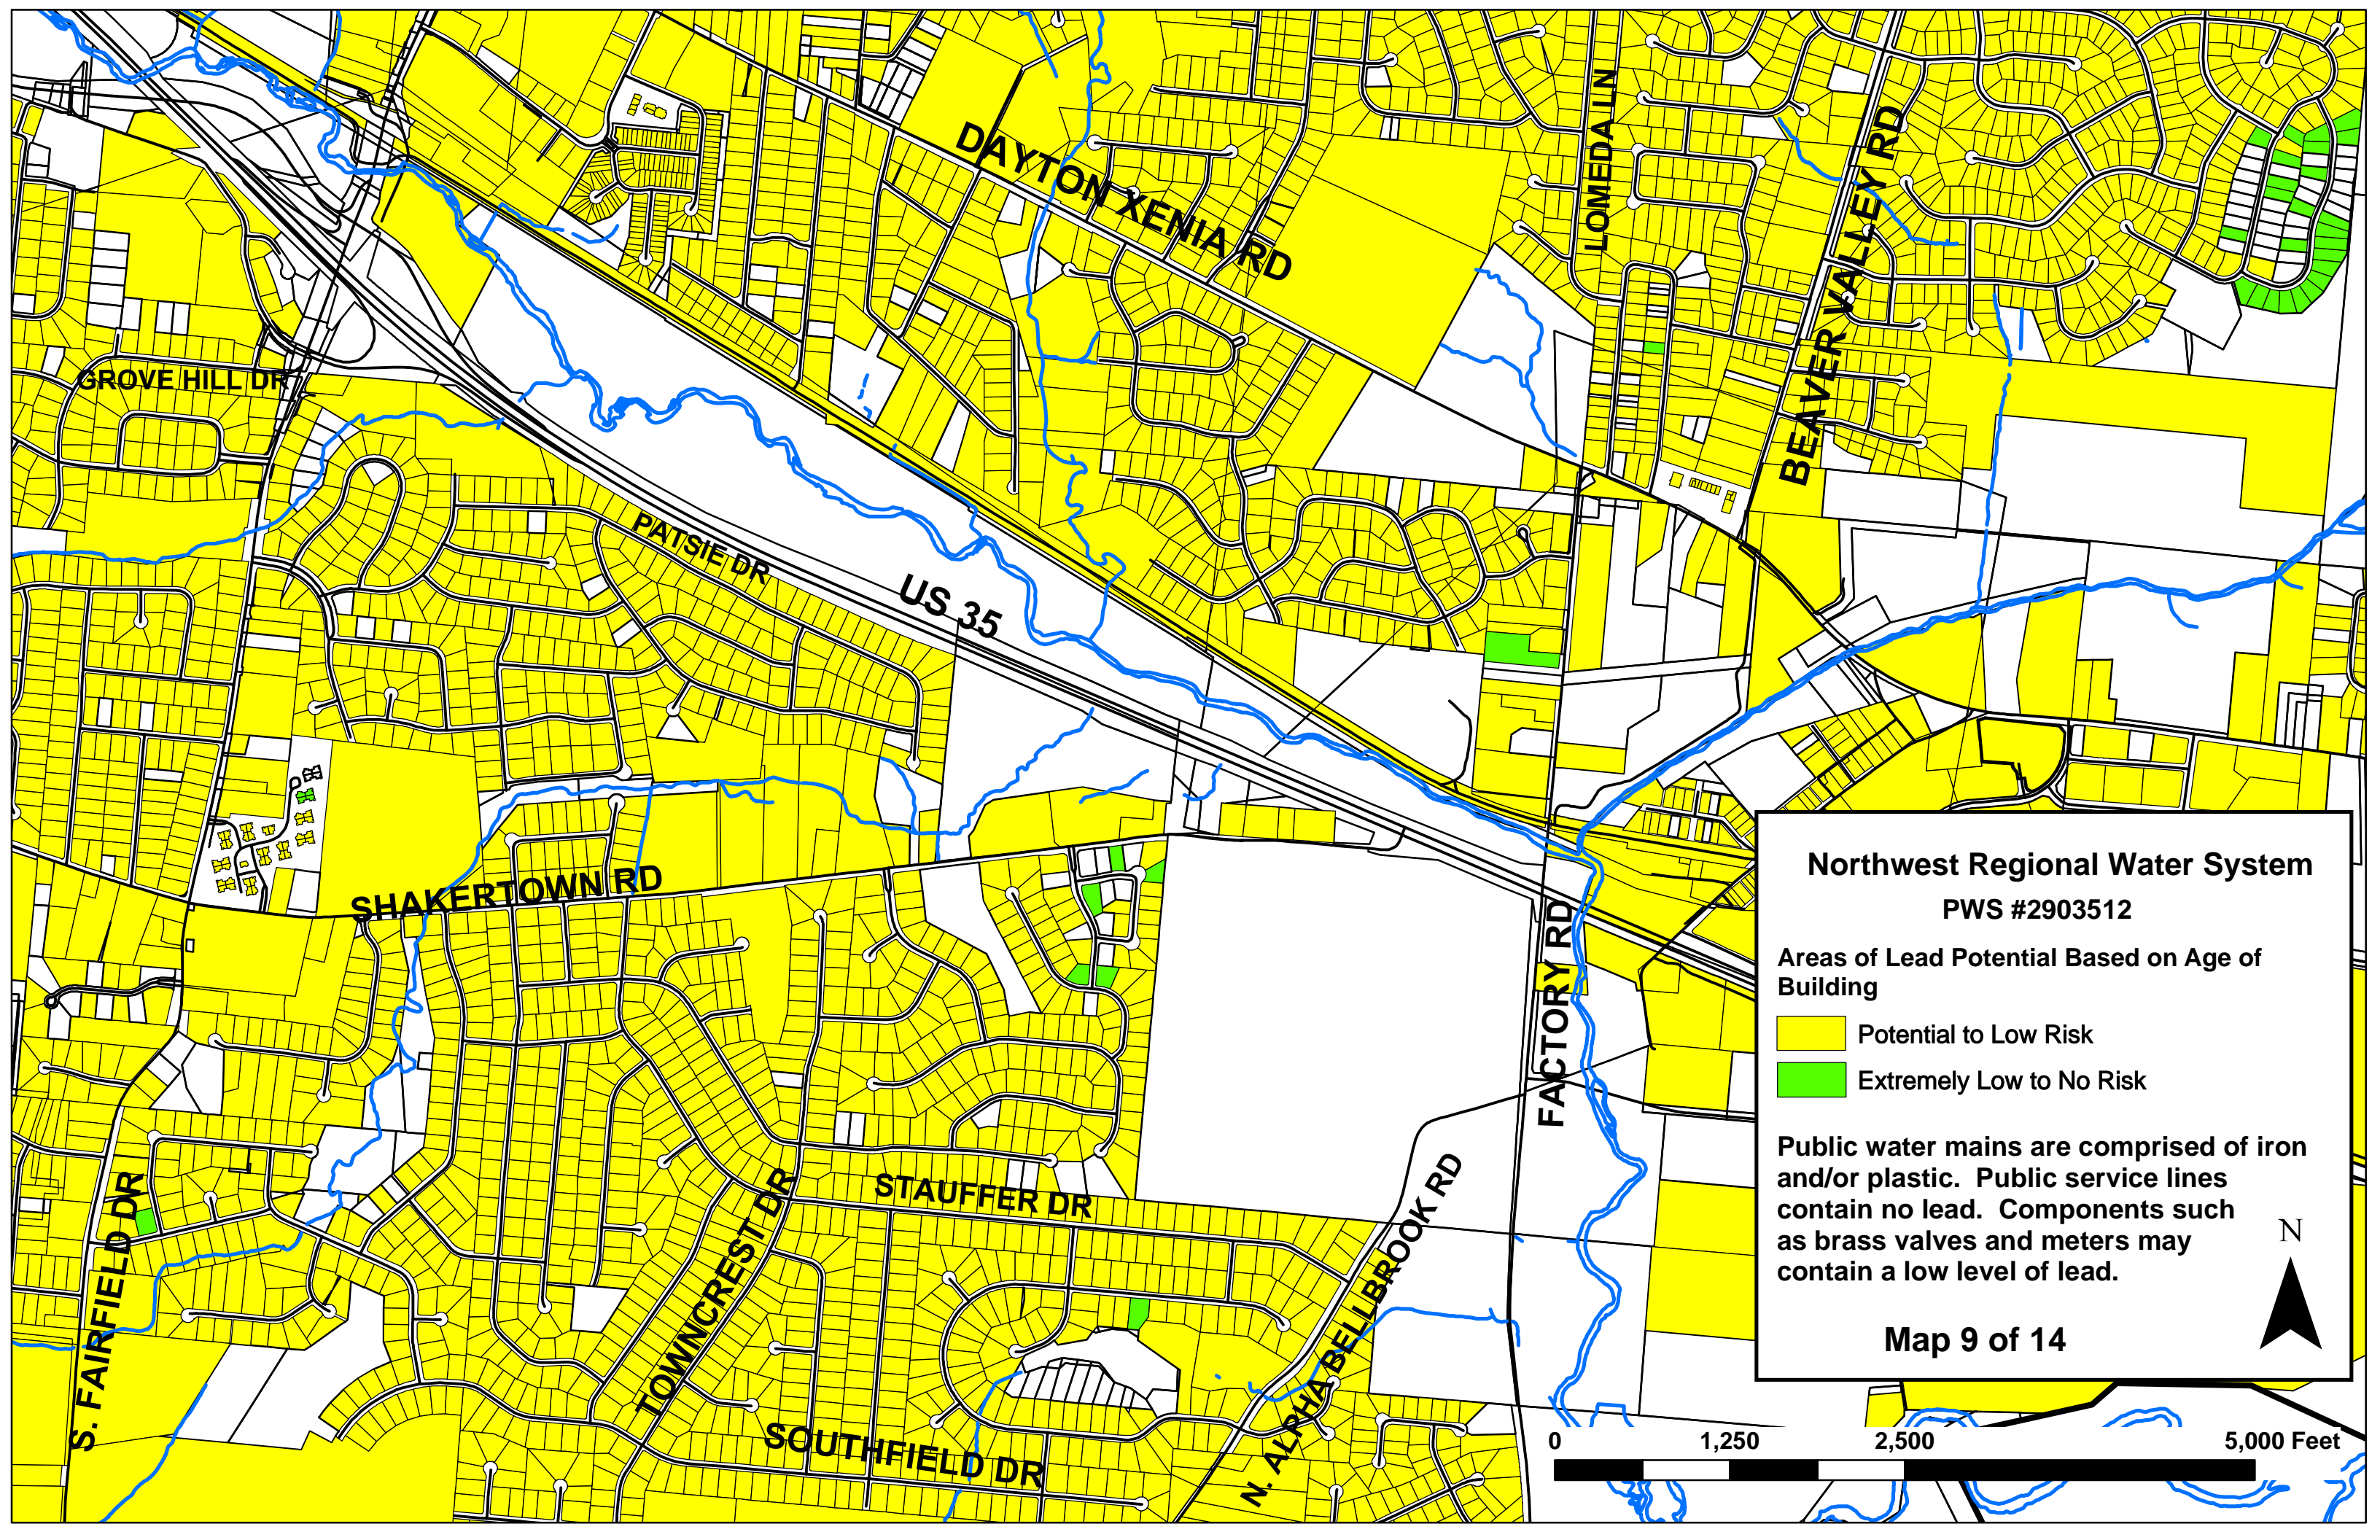 DAYTON XENIA RD
LOMEDA LN
BEAVER VALLEY RD
GROVE HILL DR
PATSIE DR
US 35
SHAKERTOWN RD
FACTORY RD
STAUFFER DR
TOWNCREST DR
S. FAIRFIELD DR
N. ALPHA BELLBROOK RD
SOUTHFIELD DR
Northwest Regional Water System
PWS #2903512
Areas of Lead Potential Based on Age of
Building
Potential to Low Risk
Extremely Low to No Risk
Public water mains are comprised of iron
and/or plastic.  Public service lines
contain no lead.  Components such
as brass valves and meters may
contain a low level of lead.
N
Map 9 of 14
0 1,250 2,500 5,000 Feet